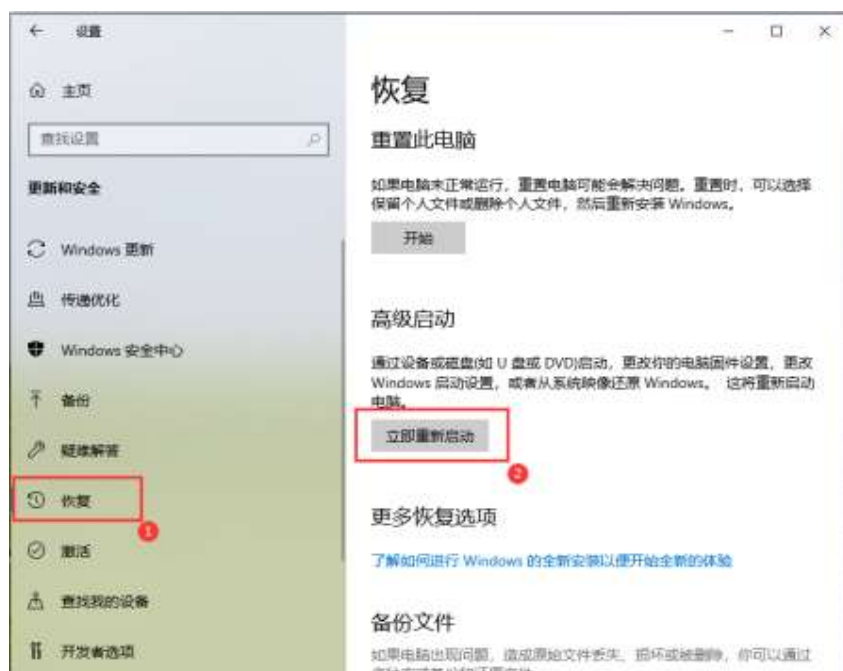 设置
主页
查找设置
更新和安全
Windows 更新
传递优化
Windows 安全中心
备份
疑难解答
恢复
1
激活
查找我的设备
开发者选项
恢复
重置此电脑
如果电脑未正常运行，重置电脑可能会解决问题。重置时，可以选择
保留个人文件或删除个人文件，然后重新安装 Windows。
开始
高级启动
通过设备或磁盘(如 U 盘或 DVD)启动，更改你的电脑固件设置，更改
Windows 启动设置，或者从系统映像还原 Windows。 这将重新启动
电脑。
立即重新启动
2
更多恢复选项
了解如何进行 Windows 的全新安装以便开始全新的体验
备份文件
如果电脑出现问题，造成原始文件丢失、损坏或被删除，你可以通过